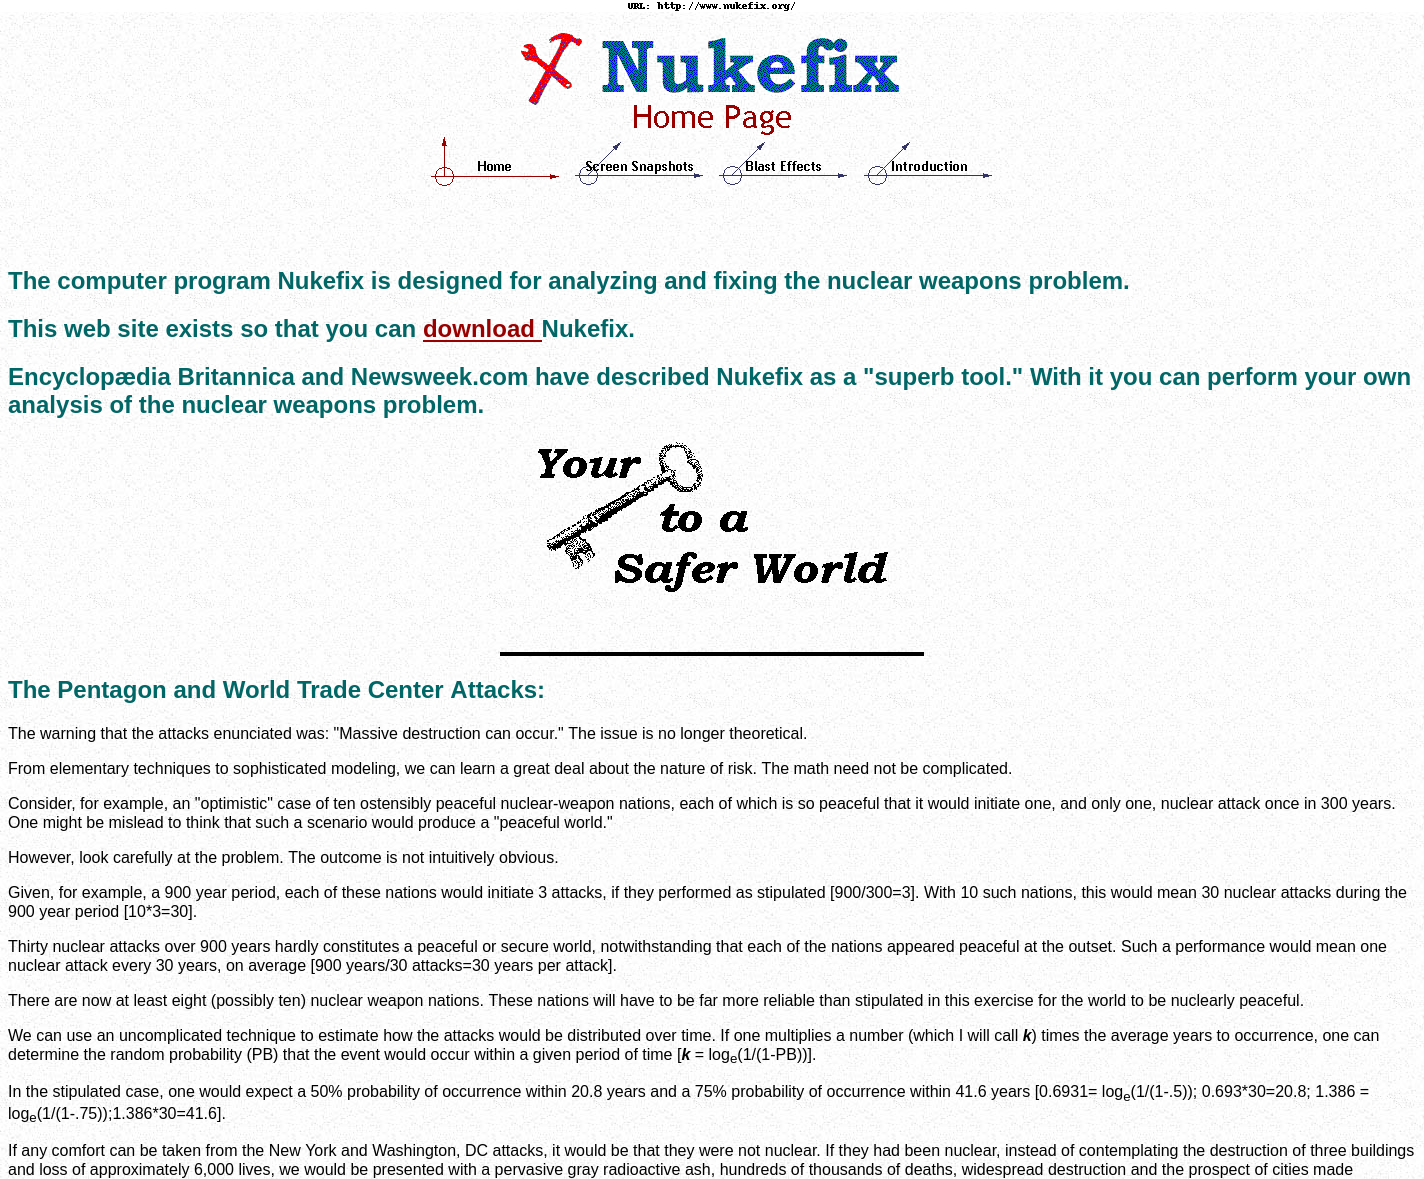 URL: http://www.nukefix.org/
Nukefix
Home Page
Home
Screen Snapshots
Blast Effects
Introduction
The computer program Nukefix is designed for analyzing and fixing the nuclear weapons problem.
This web site exists so that you can download Nukefix.
Encyclopædia Britannica and Newsweek.com have described Nukefix as a "superb tool." With it you can perform your own
analysis of the nuclear weapons problem.
Your
to a
Safer World
The Pentagon and World Trade Center Attacks:
The warning that the attacks enunciated was: "Massive destruction can occur." The issue is no longer theoretical.
From elementary techniques to sophisticated modeling, we can learn a great deal about the nature of risk. The math need not be complicated.
Consider, for example, an "optimistic" case of ten ostensibly peaceful nuclear-weapon nations, each of which is so peaceful that it would initiate one, and only one, nuclear attack once in 300 years.
One might be mislead to think that such a scenario would produce a "peaceful world."
However, look carefully at the problem. The outcome is not intuitively obvious.
Given, for example, a 900 year period, each of these nations would initiate 3 attacks, if they performed as stipulated [900/300=3]. With 10 such nations, this would mean 30 nuclear attacks during the
900 year period [10*3=30].
Thirty nuclear attacks over 900 years hardly constitutes a peaceful or secure world, notwithstanding that each of the nations appeared peaceful at the outset. Such a performance would mean one
nuclear attack every 30 years, on average [900 years/30 attacks=30 years per attack].
There are now at least eight (possibly ten) nuclear weapon nations. These nations will have to be far more reliable than stipulated in this exercise for the world to be nuclearly peaceful.
We can use an uncomplicated technique to estimate how the attacks would be distributed over time. If one multiplies a number (which I will call k) times the average years to occurrence, one can
determine the random probability (PB) that the event would occur within a given period of time [k = loge(1/(1-PB))].
In the stipulated case, one would expect a 50% probability of occurrence within 20.8 years and a 75% probability of occurrence within 41.6 years [0.6931= loge(1/(1-.5)); 0.693*30=20.8; 1.386 =
loge(1/(1-.75));1.386*30=41.6].
If any comfort can be taken from the New York and Washington, DC attacks, it would be that they were not nuclear. If they had been nuclear, instead of contemplating the destruction of three buildings
and loss of approximately 6,000 lives, we would be presented with a pervasive gray radioactive ash, hundreds of thousands of deaths, widespread destruction and the prospect of cities made